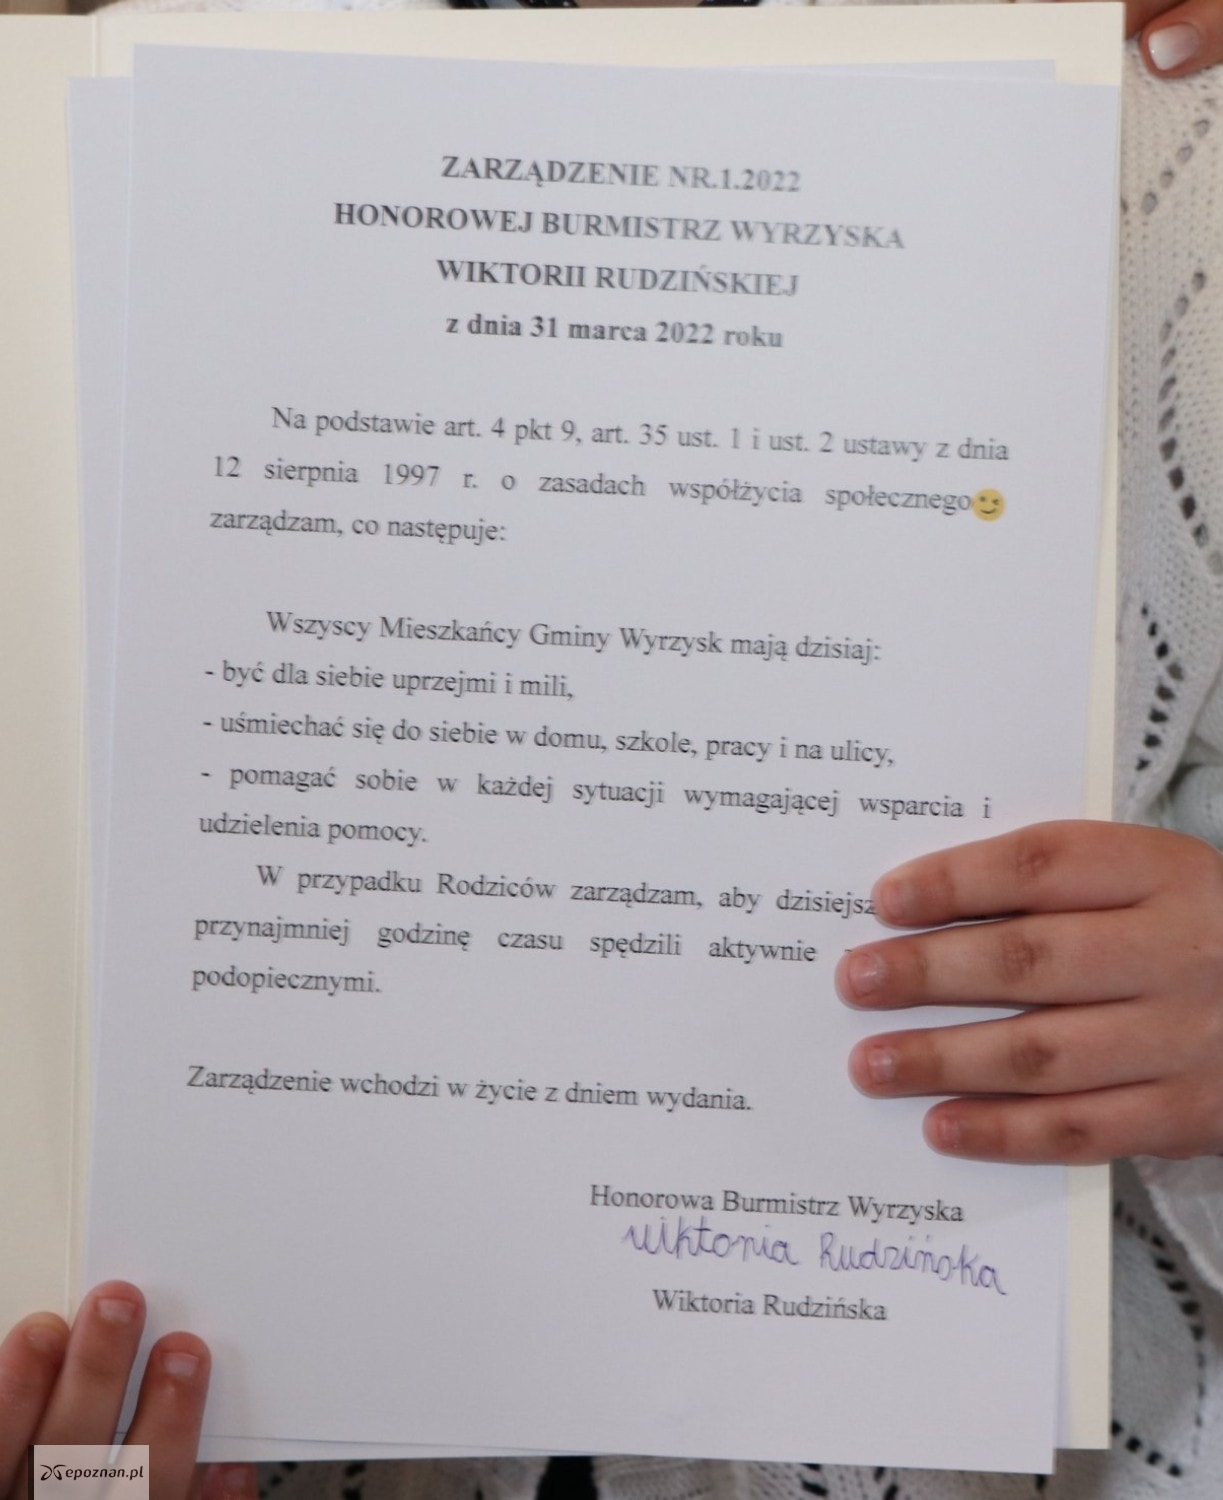 ZARZĄDZENIE NR.1.2022
HONOROWEJ BURMISTRZ WYRZYSKA
WIKTORII RUDZIŃSKIEJ
z dnia 31 marca 2022 roku
Na podstawie art. 4 pkt 9, art. 35 ust. 1 i ust. 2 ustawy z dnia
12 sierpnia 1997 r. o zasadach współżycia społecznego😉
zarządzam, co następuje:
Wszyscy Mieszkańcy Gminy Wyrzysk mają dzisiaj:
- być dla siebie uprzejmi i mili,
- uśmiechać się do siebie w domu, szkole, pracy i na ulicy,
- pomagać sobie w każdej sytuacji wymagającej wsparcia i
udzielenia pomocy.
W przypadku Rodziców zarządzam, aby
przynajmniej godzinę czasu spędzili aktywnie
podopiecznymi.
Zarządzenie wchodzi w życie z dniem wydania.
Honorowa Burmistrz Wyrzyska
Wiktoria Rudzińska
Wiktoria Rudzińska
epoznan.pl